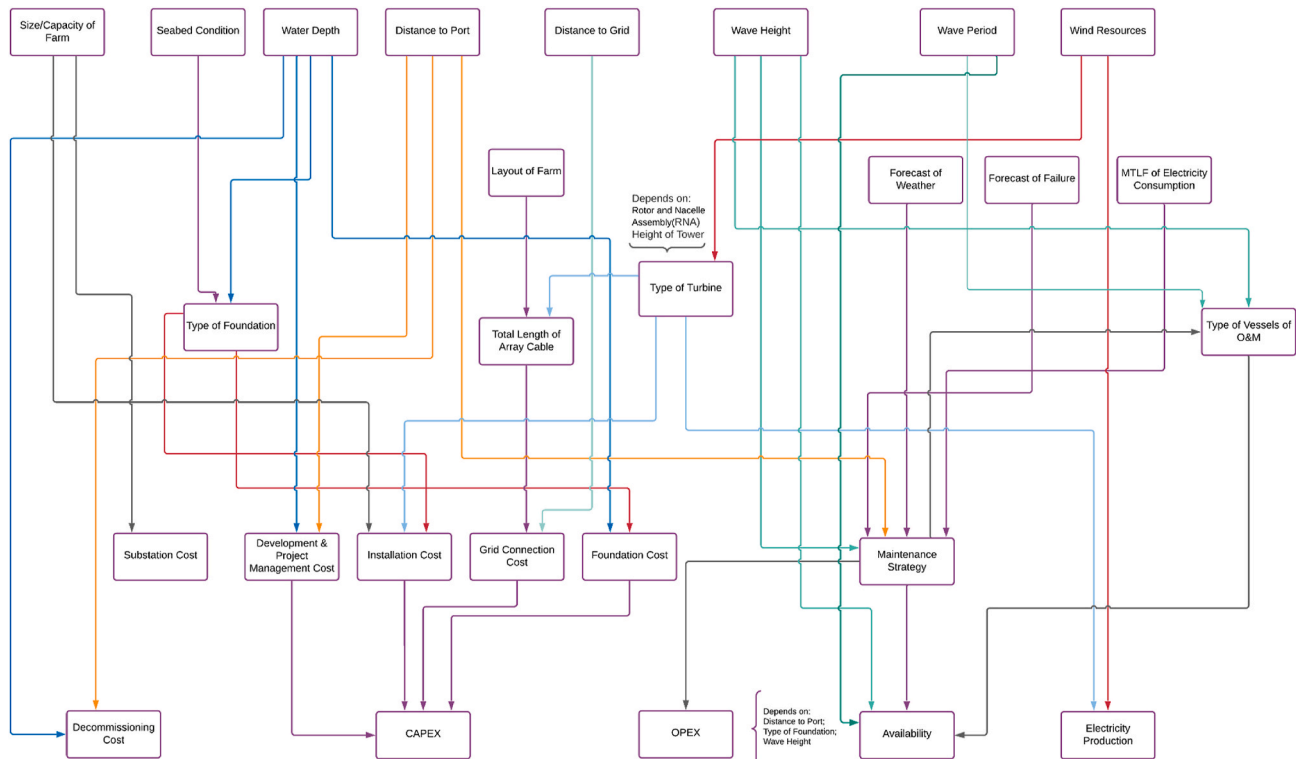 Size/Capacity of
Farm
Seabed Condition
Water Depth
Distance to Port
Distance to Grid
Wave Height
Wave Period
Wind Resources
Layout of Farm
Forecast of
Weather
Forecast of Failure
MTLF of Electricity
Consumption
Depends on:
Rotor and Nacelle
Assembly(RNA)
Height of Tower
Type of Turbine
Type of Foundation
Total Length of
Array Cable
Type of Vessels of
O&M
Substation Cost
Development &
Project
Management Cost
Installation Cost
Grid Connection
Cost
Foundation Cost
Maintenance
Strategy
Decommissioning
Cost
CAPEX
OPEX
Depends on:
Distance to Port;
Type of Foundation;
Wave Height
Availability
Electricity
Production